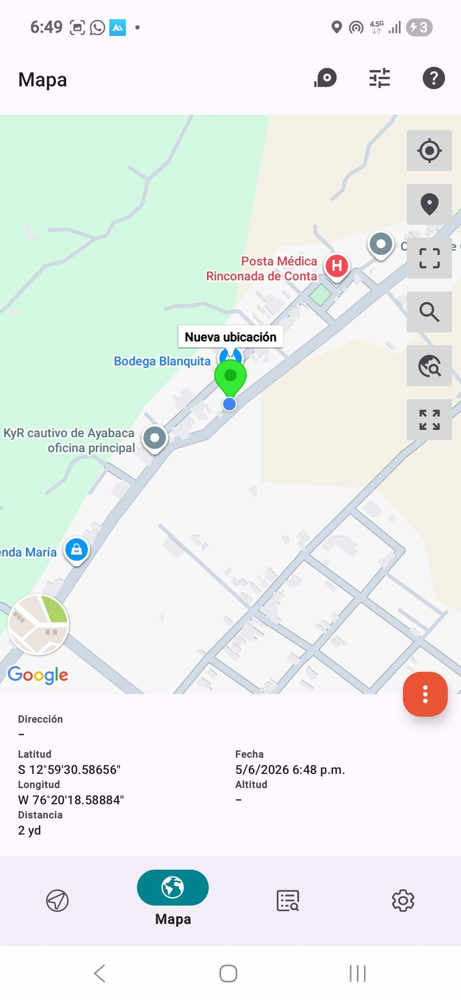 6:49
4.5G
3
Mapa
Posta Médica
Rinconada de Conta
H
Nueva ubicación
Bodega Blanquita
KyR cautivo de Ayabaca
oficina principal
enda María
Google
Dirección
–
Latitud
S 12°59'30.58656"
Fecha
5/6/2026 6:48 p.m.
Longitud
W 76°20'18.58884"
Altitud
–
Distancia
2 yd
Mapa